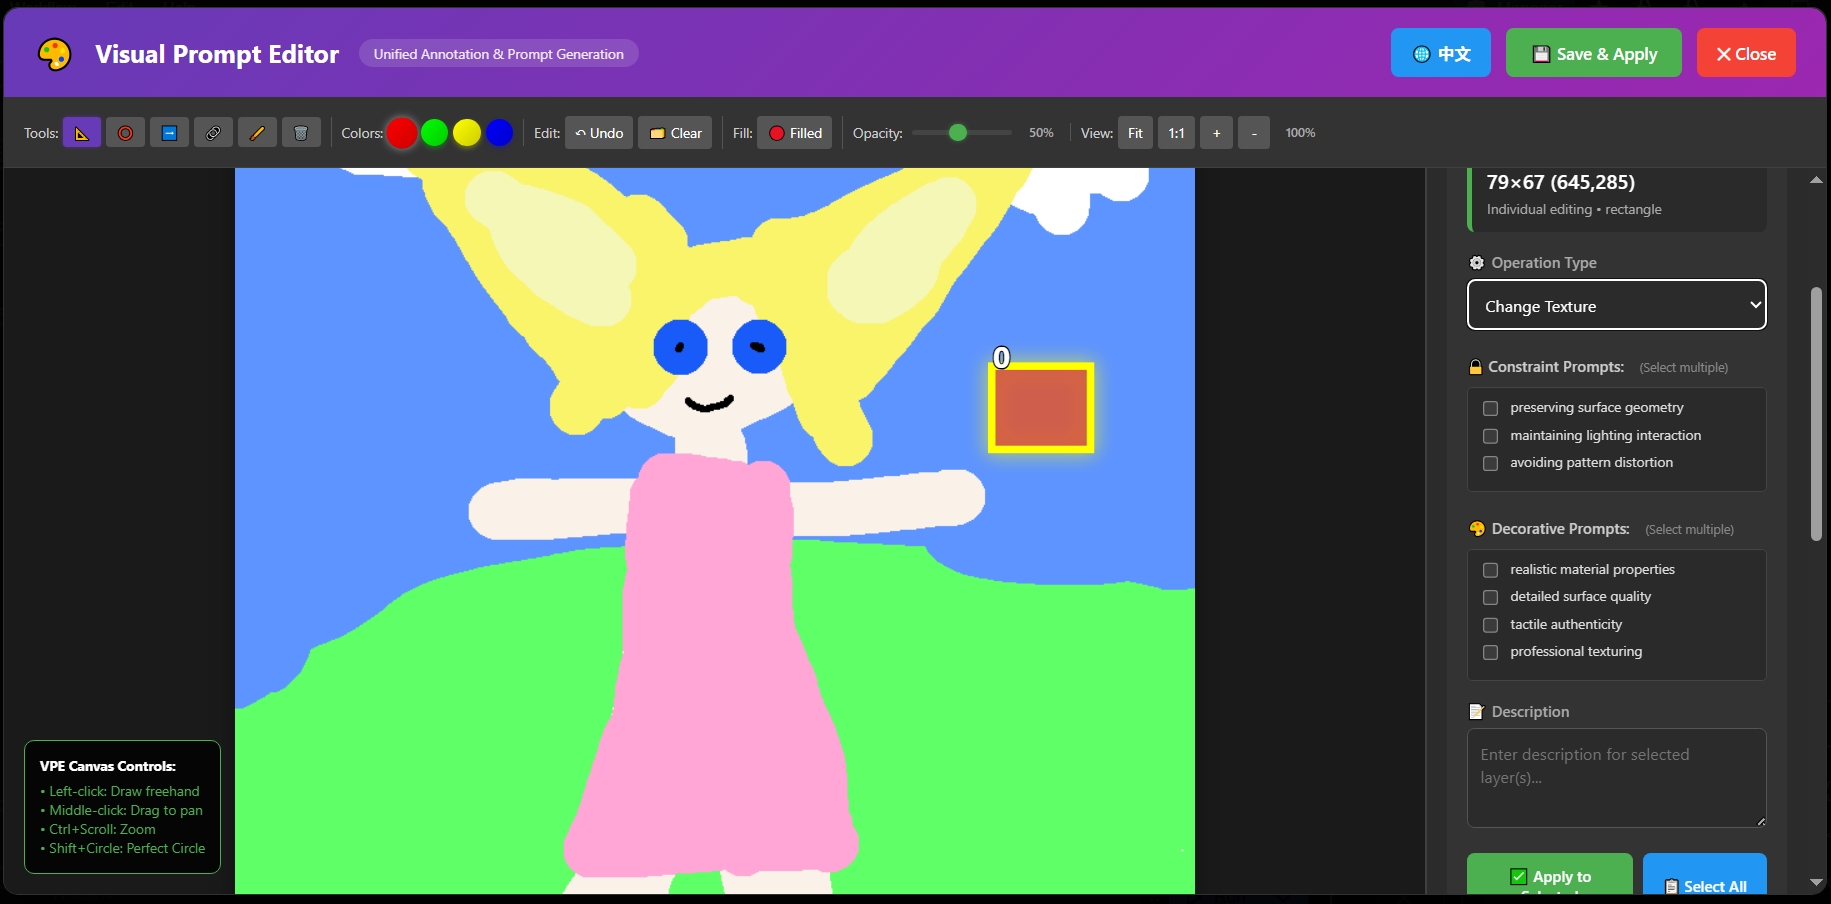 Visual Prompt Editor
Unified Annotation & Prompt Generation
中文
Save & Apply
Close
Tools:
Colors:
Edit:
Undo
Clear
Fill:
Filled
Opacity:
50%
View:
Fit
1:1
+
-
100%
79×67 (645,285)
Individual editing • rectangle
Operation Type
Change Texture
Constraint Prompts: (Select multiple)
preserving surface geometry
maintaining lighting interaction
avoiding pattern distortion
Decorative Prompts: (Select multiple)
realistic material properties
detailed surface quality
tactile authenticity
professional texturing
Description
Enter description for selected
layer(s)...
Apply to
Select All
0
VPE Canvas Controls:
• Left-click: Draw freehand
• Middle-click: Drag to pan
• Ctrl+Scroll: Zoom
• Shift+Circle: Perfect Circle